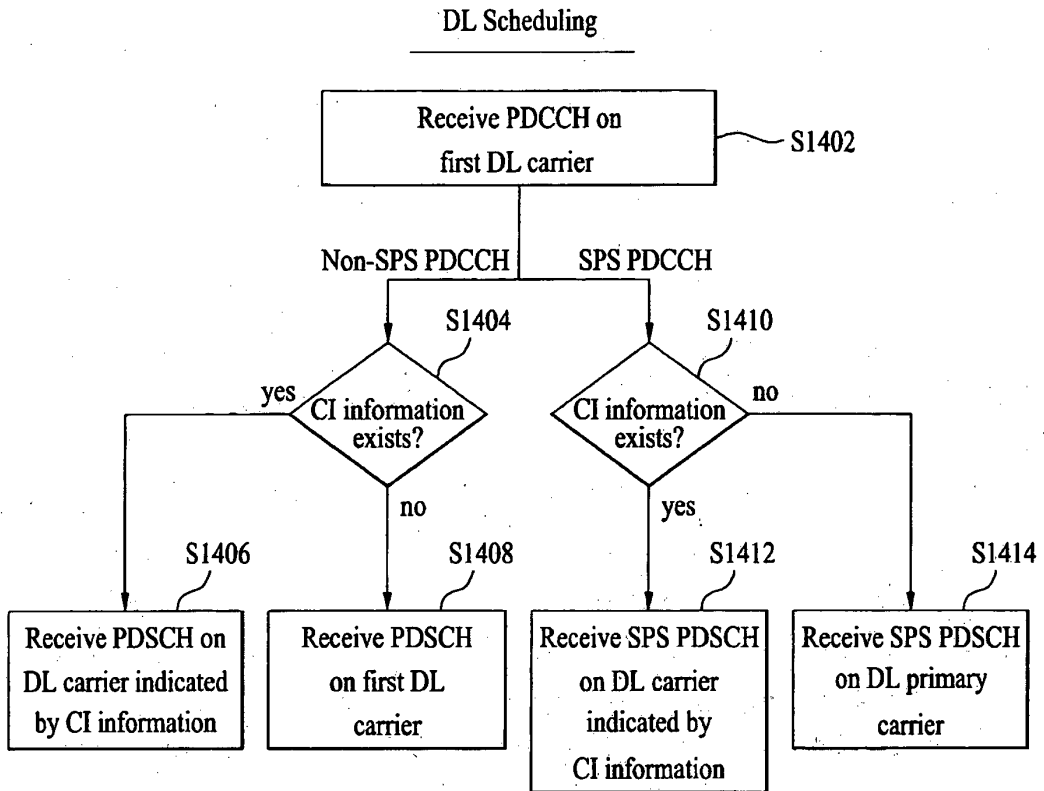 DL Scheduling
Receive PDCCH on
first DL carrier
S1402
Non-SPS PDCCH
SPS PDCCH
S1404
S1410
yes
CI information
exists?
CI information
exists?
no
no
yes
S1406
S1408
S1412
S1414
Receive PDSCH on
DL carrier indicated
by CI information
Receive PDSCH
on first DL
carrier
Receive SPS PDSCH
on DL carrier
indicated by
CI information
Receive SPS PDSCH
on DL primary
carrier